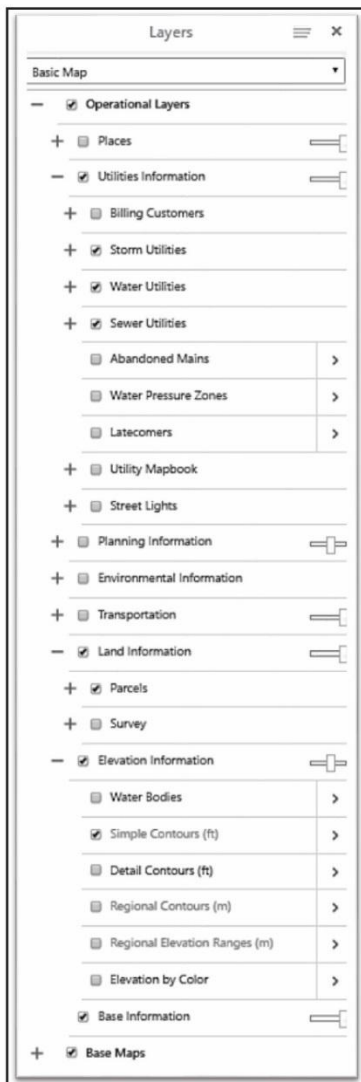 Layers
Basic Map
Operational Layers
Places
Utilities Information
Billing Customers
Storm Utilities
Water Utilities
Sewer Utilities
Abandoned Mains
Water Pressure Zones
Latecomers
Utility Mapbook
Street Lights
Planning Information
Environmental Information
Transportation
Land Information
Parcels
Survey
Elevation Information
Water Bodies
Simple Contours (ft)
Detail Contours (ft)
Regional Contours (m)
Regional Elevation Ranges (m)
Elevation by Color
Base Information
Base Maps